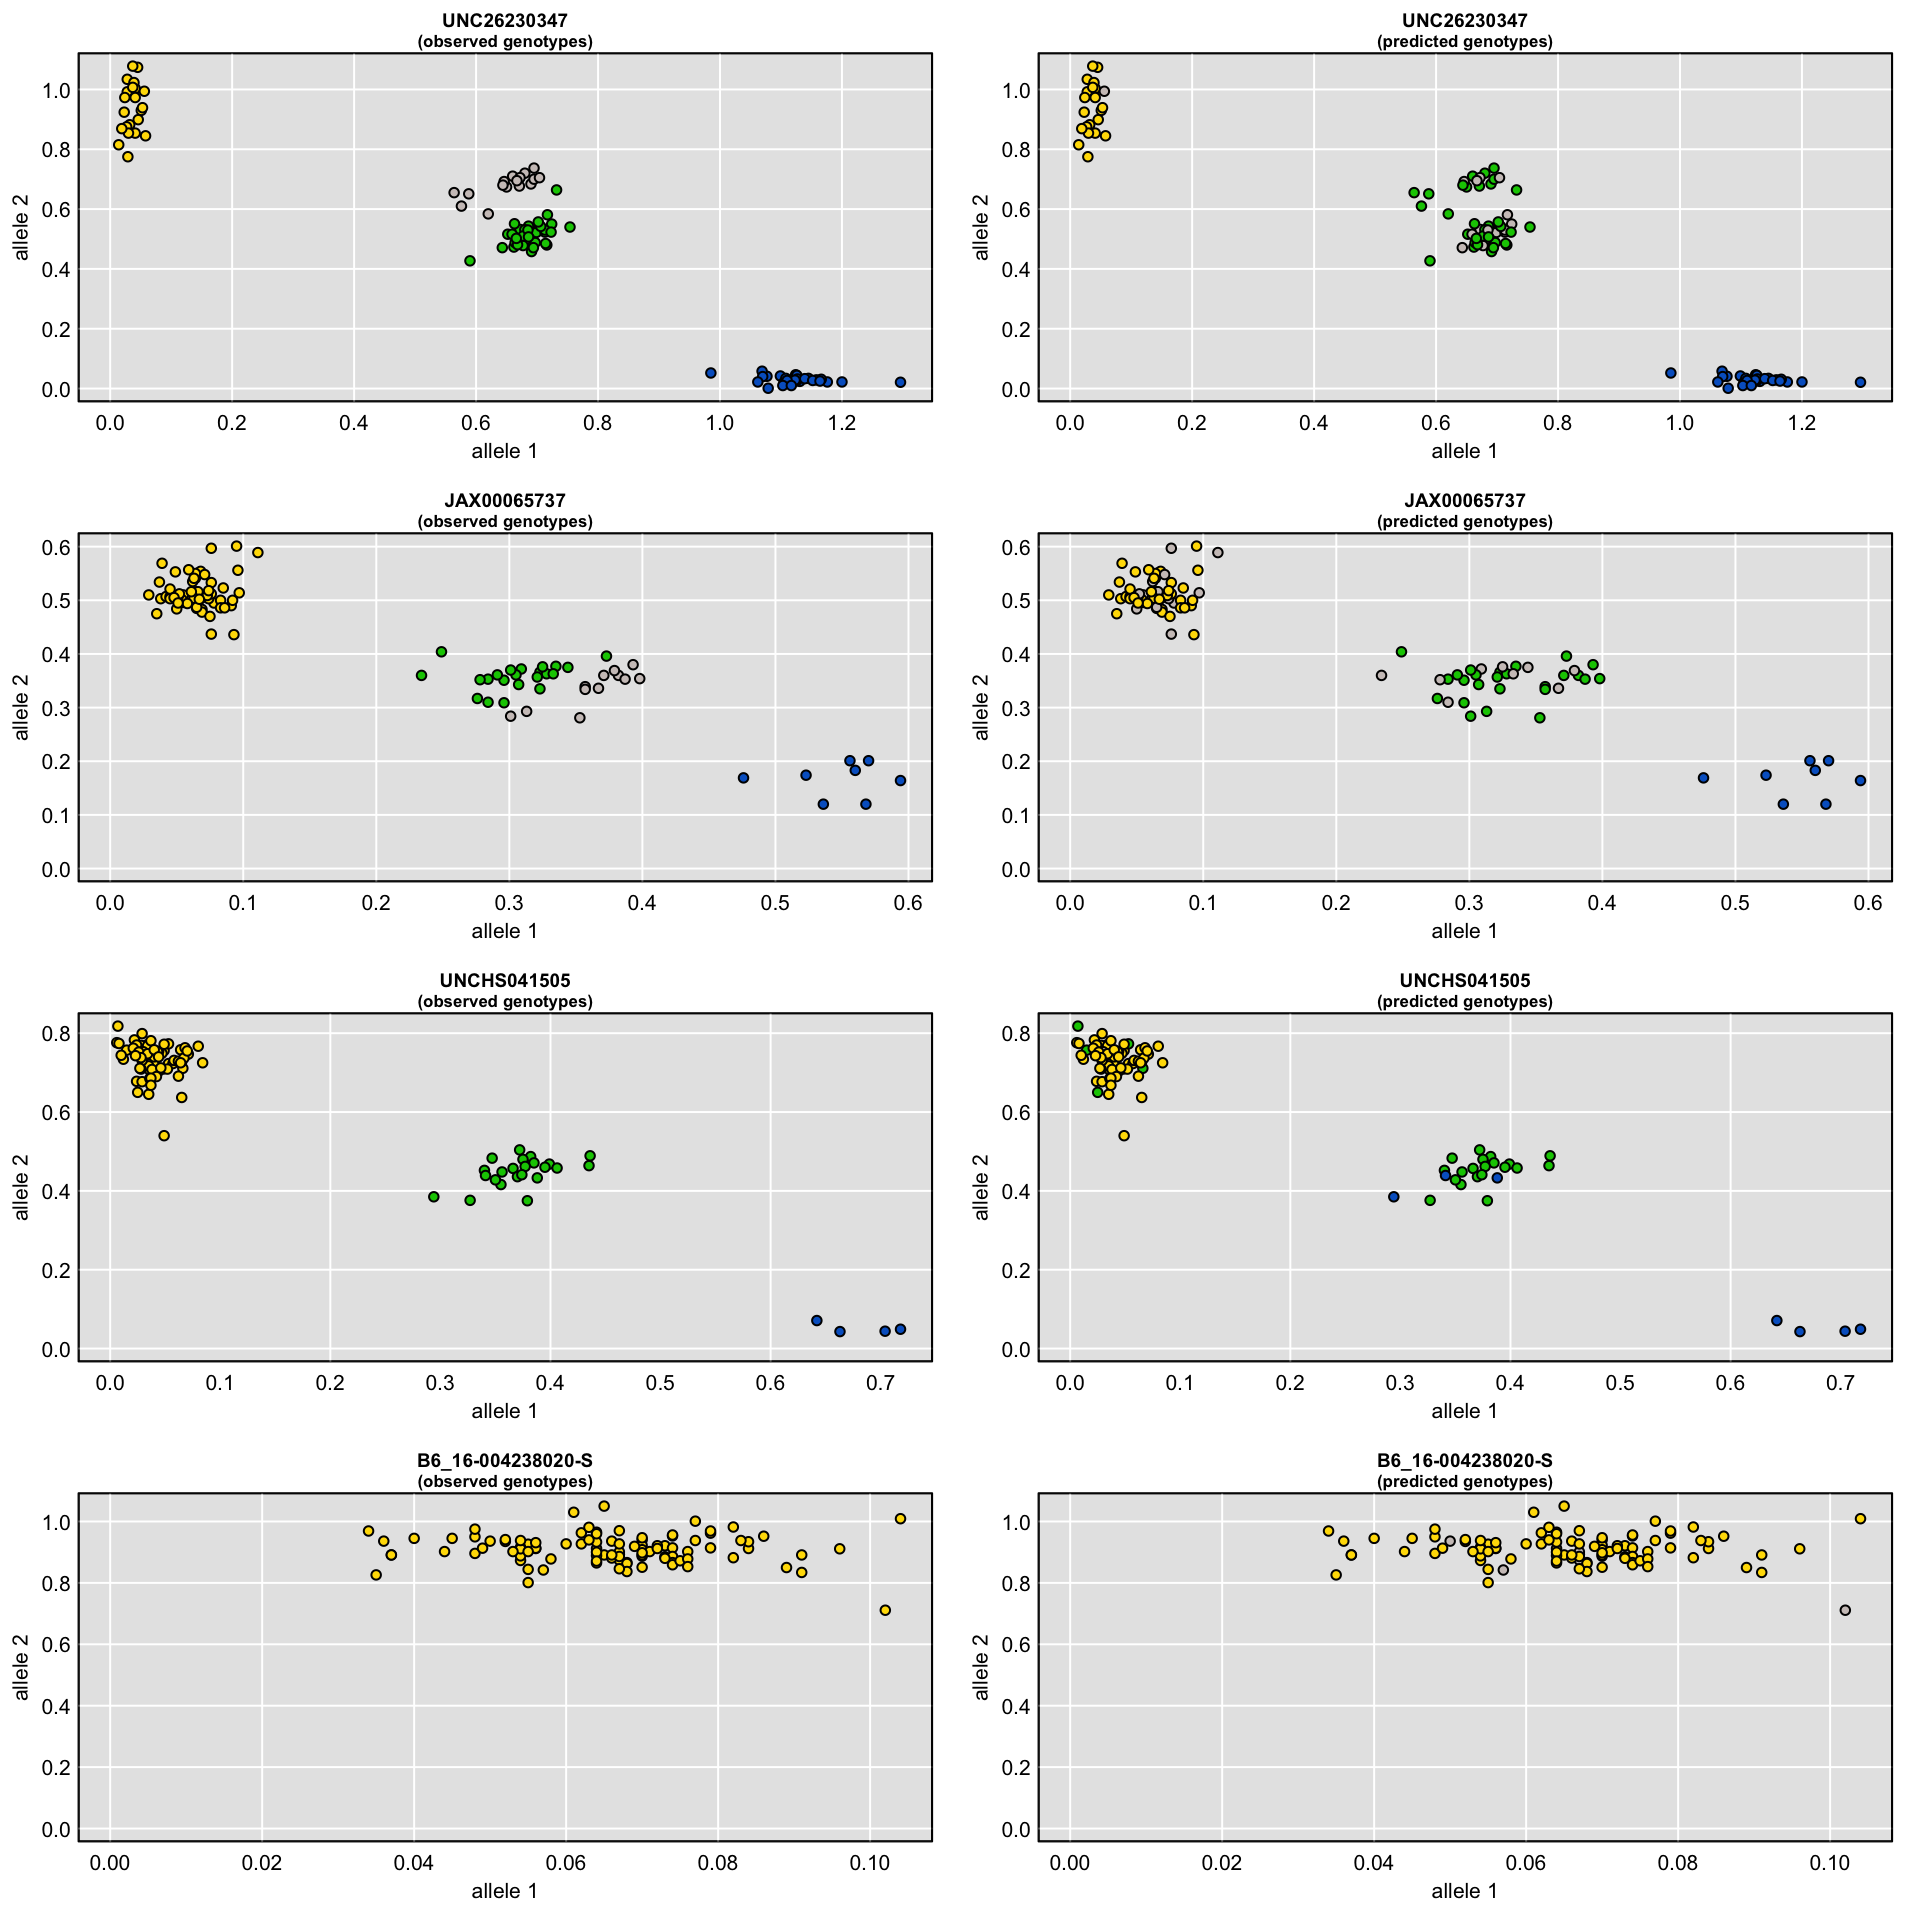 UNC26230347
(observed genotypes)
allele 2
1.0
0.8
0.6
0.4
0.2
0.0
0.0 0.2 0.4 0.6 0.8 1.0 1.2
allele 1
UNC26230347
(predicted genotypes)
allele 2
1.0
0.8
0.6
0.4
0.2
0.0
0.0 0.2 0.4 0.6 0.8 1.0 1.2
allele 1
JAX00065737
(observed genotypes)
allele 2
0.6
0.5
0.4
0.3
0.2
0.1
0.0
0.0 0.1 0.2 0.3 0.4 0.5 0.6
allele 1
JAX00065737
(predicted genotypes)
allele 2
0.6
0.5
0.4
0.3
0.2
0.1
0.0
0.0 0.1 0.2 0.3 0.4 0.5 0.6
allele 1
UNCHS041505
(observed genotypes)
allele 2
0.8
0.6
0.4
0.2
0.0
0.0 0.1 0.2 0.3 0.4 0.5 0.6 0.7
allele 1
UNCHS041505
(predicted genotypes)
allele 2
0.8
0.6
0.4
0.2
0.0
0.0 0.1 0.2 0.3 0.4 0.5 0.6 0.7
allele 1
B6_16-004238020-S
(observed genotypes)
allele 2
1.0
0.8
0.6
0.4
0.2
0.0
0.00 0.02 0.04 0.06 0.08 0.10
allele 1
B6_16-004238020-S
(predicted genotypes)
allele 2
1.0
0.8
0.6
0.4
0.2
0.0
0.00 0.02 0.04 0.06 0.08 0.10
allele 1